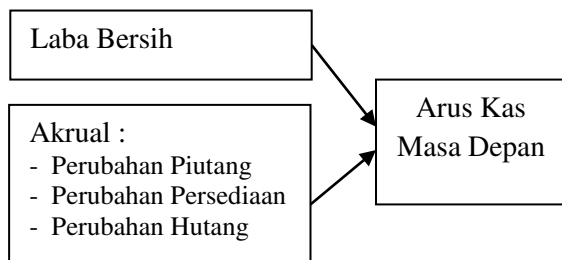 Laba Bersih
Akrual :
- Perubahan Piutang
- Perubahan Persediaan
- Perubahan Hutang
Arus Kas
Masa Depan